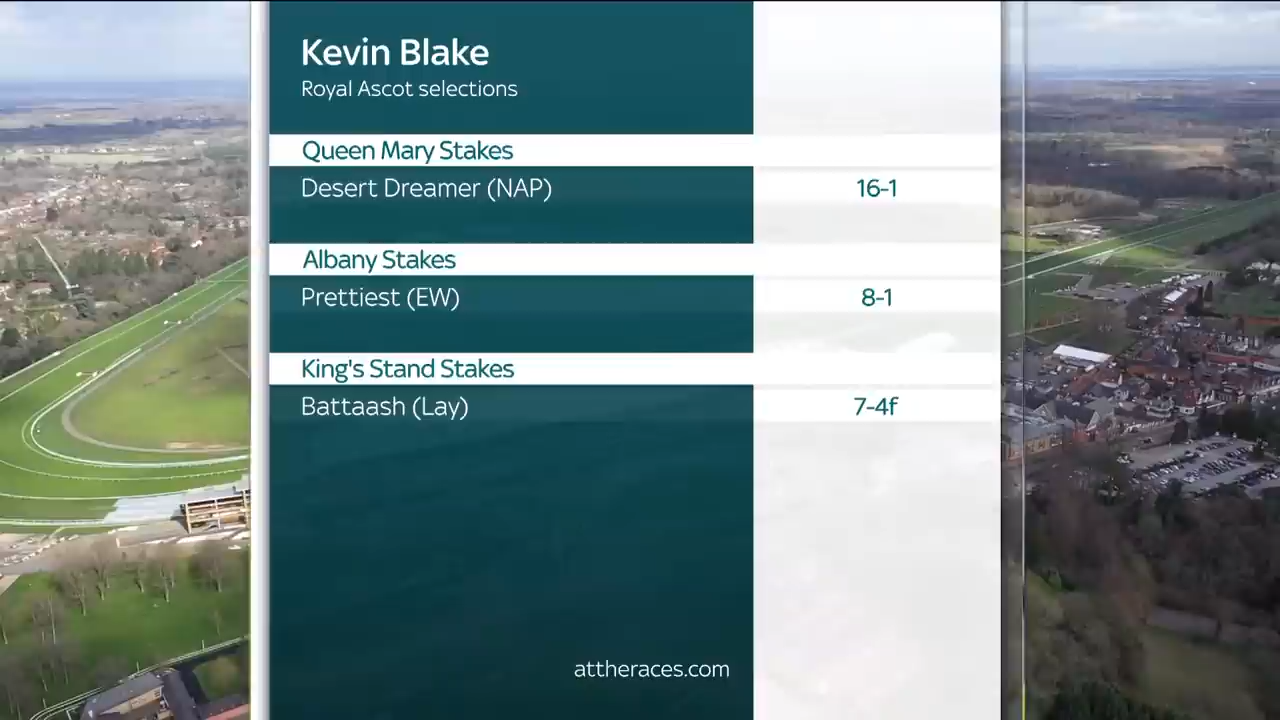 Kevin Blake
Royal Ascot selections
Queen Mary Stakes
Desert Dreamer (NAP) 16-1
Albany Stakes
Prettiest (EW) 8-1
King's Stand Stakes
Battaash (Lay) 7-4f
attheraces.com